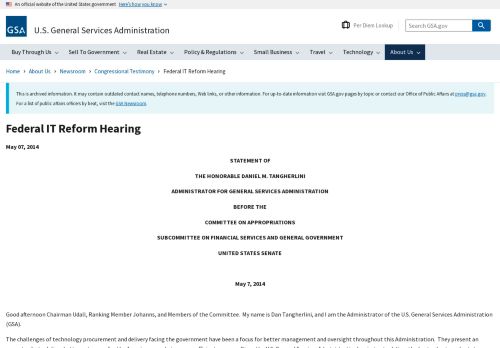 An official website of the United States government Here's how you know
GSA U.S. General Services Administration
Per Diem Lookup
Search GSA.gov
Buy Through Us Sell To Government Real Estate Policy & Regulations Small Business Travel Technology About Us
Home › About Us › Newsroom › Congressional Testimony › Federal IT Reform Hearing
This is archived information. It may contain outdated contact names, telephone numbers, Web links, or other information. For up-to-date information visit GSA.gov pages by topic or contact our Office of Public Affairs at press@gsa.gov.
For a list of public affairs officers by beat, visit the GSA Newsroom.
Federal IT Reform Hearing
May 07, 2014
STATEMENT OF
THE HONORABLE DANIEL M. TANGHERLINI
ADMINISTRATOR FOR GENERAL SERVICES ADMINISTRATION
BEFORE THE
COMMITTEE ON APPROPRIATIONS
SUBCOMMITTEE ON FINANCIAL SERVICES AND GENERAL GOVERNMENT
UNITED STATES SENATE
May 7, 2014
Good afternoon Chairman Udall, Ranking Member Johanns, and Members of the Committee. My name is Dan Tangherlini, and I am the Administrator of the U.S. General Services Administration
(GSA).
The challenges of technology procurement and delivery facing the government have been a focus for better management and oversight throughout this Administration. They present an